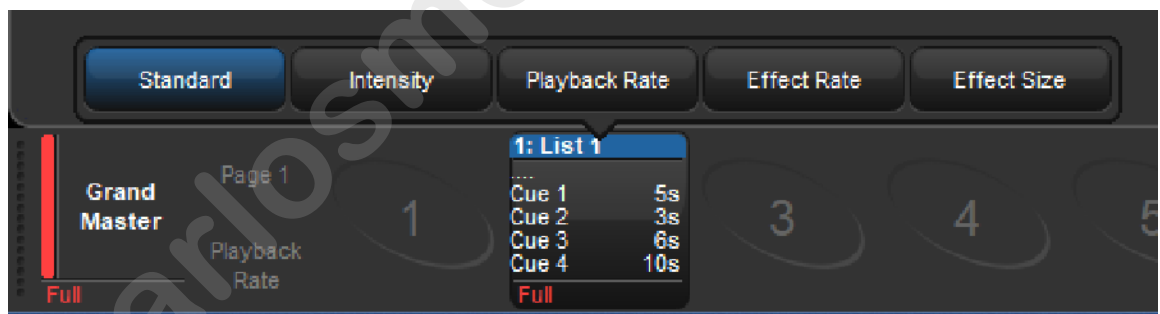 Standard
Intensity
Playback Rate
Effect Rate
Effect Size
Grand
Master
Full
Page 1
Playback
Rate
1
1: List 1
....
Cue 1 5s
Cue 2 3s
Cue 3 6s
Cue 4 10s
Full
3
4
5
arlosm